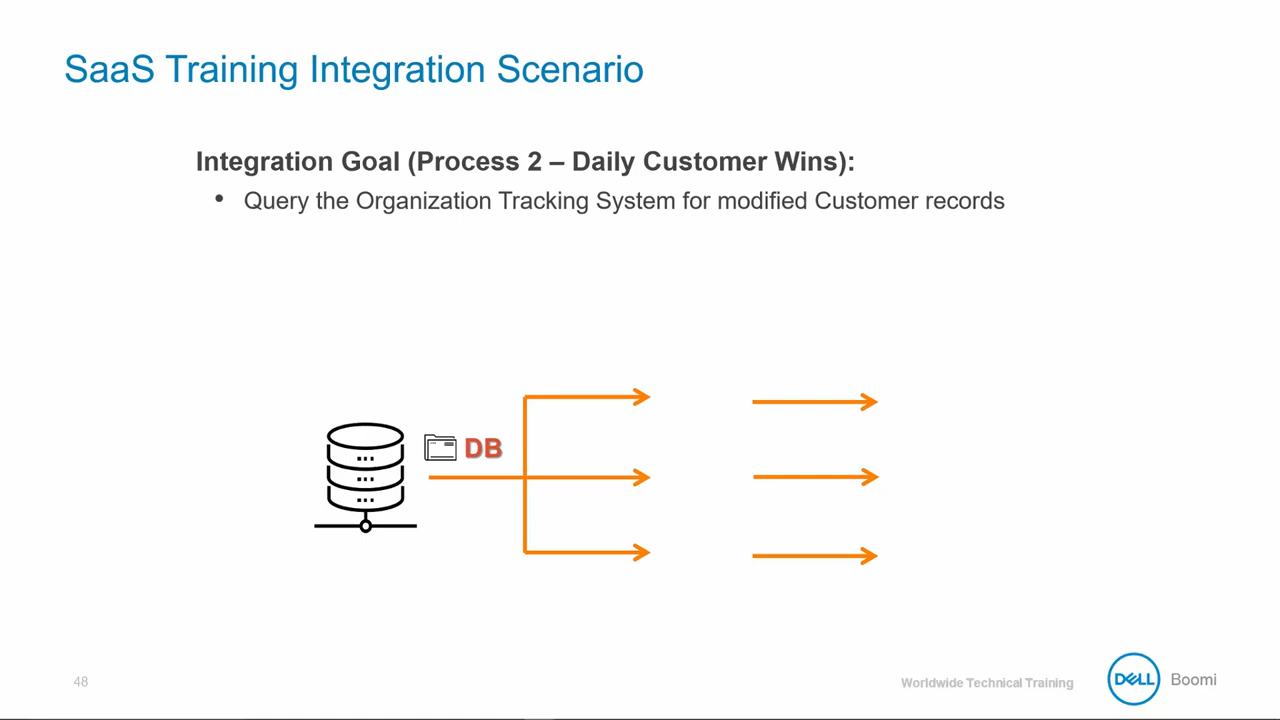 SaaS Training Integration Scenario
Integration Goal (Process 2 – Daily Customer Wins):
• Query the Organization Tracking System for modified Customer records
DB
48
Worldwide Technical Training
DELL Boomi